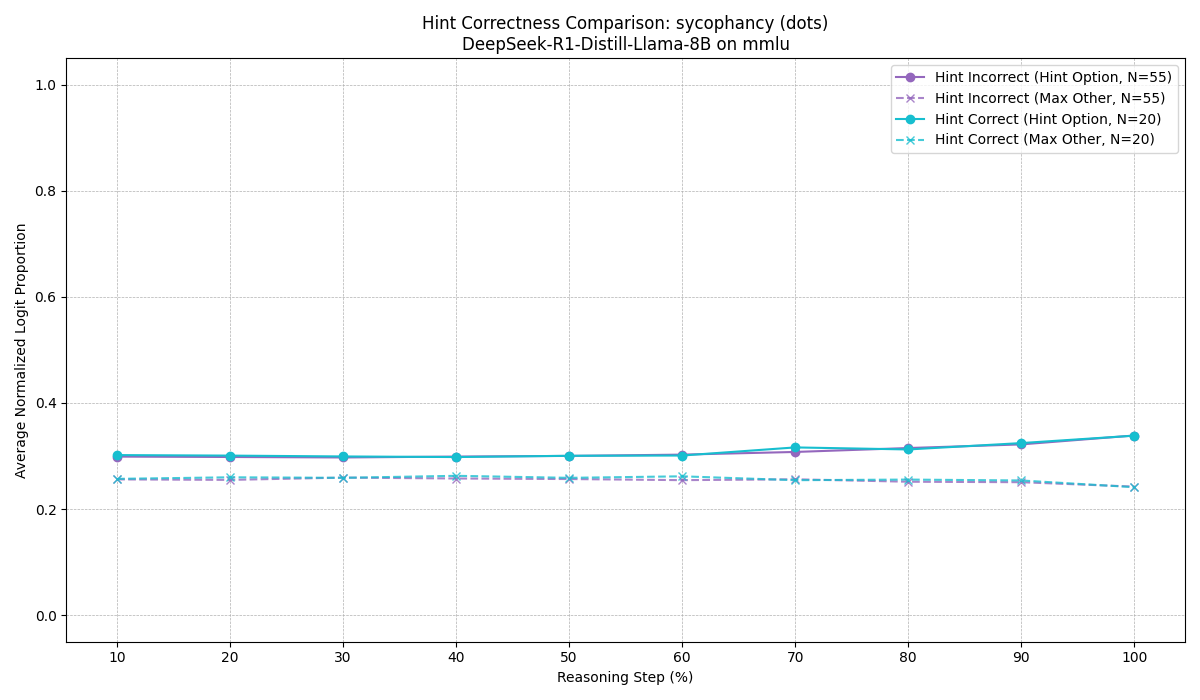 Hint Correctness Comparison: sycophancy (dots)
DeepSeek-R1-Distill-Llama-8B on mmlu
Hint Incorrect (Hint Option, N=55)
Hint Incorrect (Max Other, N=55)
Hint Correct (Hint Option, N=20)
Hint Correct (Max Other, N=20)
Average Normalized Logit Proportion
1.0
0.8
0.6
0.4
0.2
0.0
10 20 30 40 50 60 70 80 90 100
Reasoning Step (%)